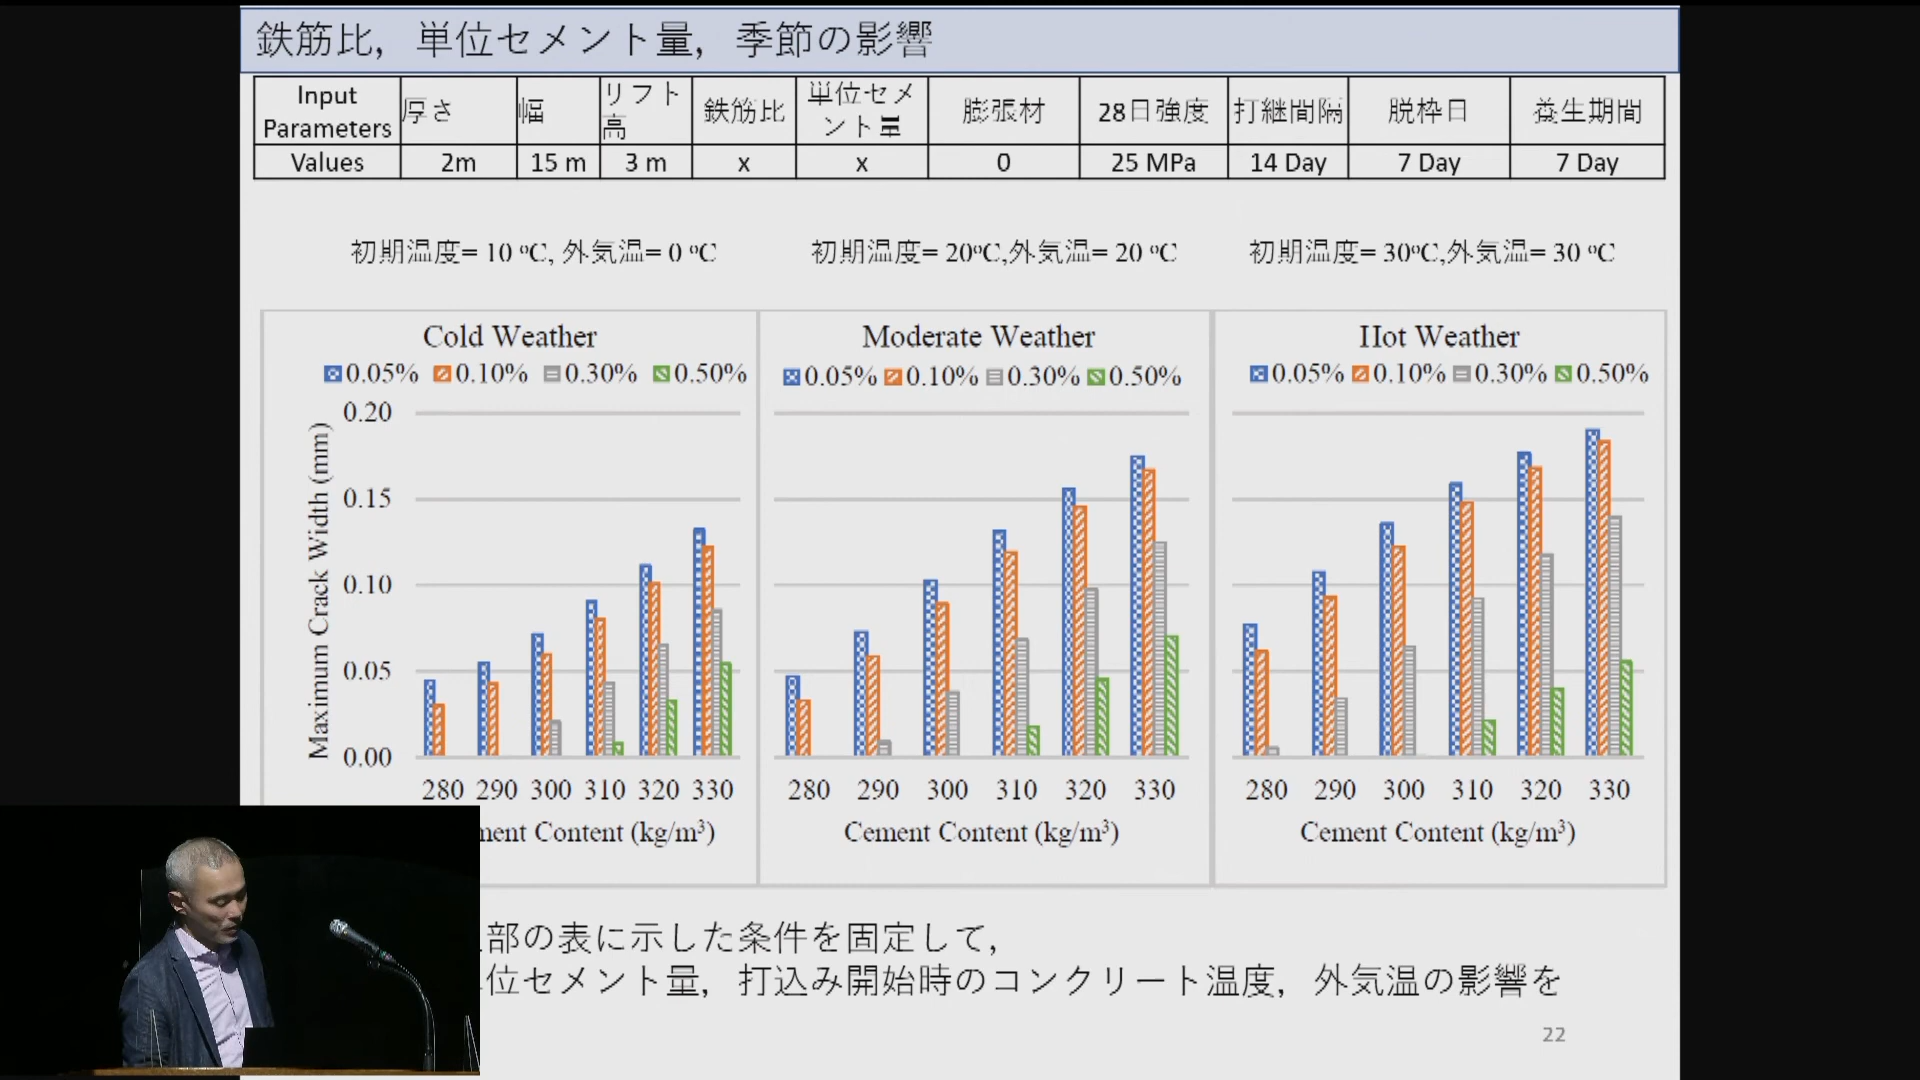 鉄筋比, 単位セメント量, 季節の影響
Input Parameters 厚さ 幅 リフト高 鉄筋比 単位セメント量 膨張材 28日強度 打継間隔 脱枠日 養生期間
Values 2m 15 m 3 m x x 0 25 MPa 14 Day 7 Day 7 Day
初期温度= 10 ºC, 外気温= 0 ºC
初期温度= 20ºC,外気温= 20 ºC
初期温度= 30ºC,外気温= 30 ºC
Cold Weather
0.05% 0.10% 0.30% 0.50%
Maximum Crack Width (mm)
0.20
0.15
0.10
0.05
0.00
280 290 300 310 320 330
ment Content (kg/m³)
Moderate Weather
0.05% 0.10% 0.30% 0.50%
280 290 300 310 320 330
Cement Content (kg/m³)
Hot Weather
0.05% 0.10% 0.30% 0.50%
280 290 300 310 320 330
Cement Content (kg/m³)
部の表に示した条件を固定して,
位セメント量, 打込み開始時のコンクリート温度, 外気温の影響を
22